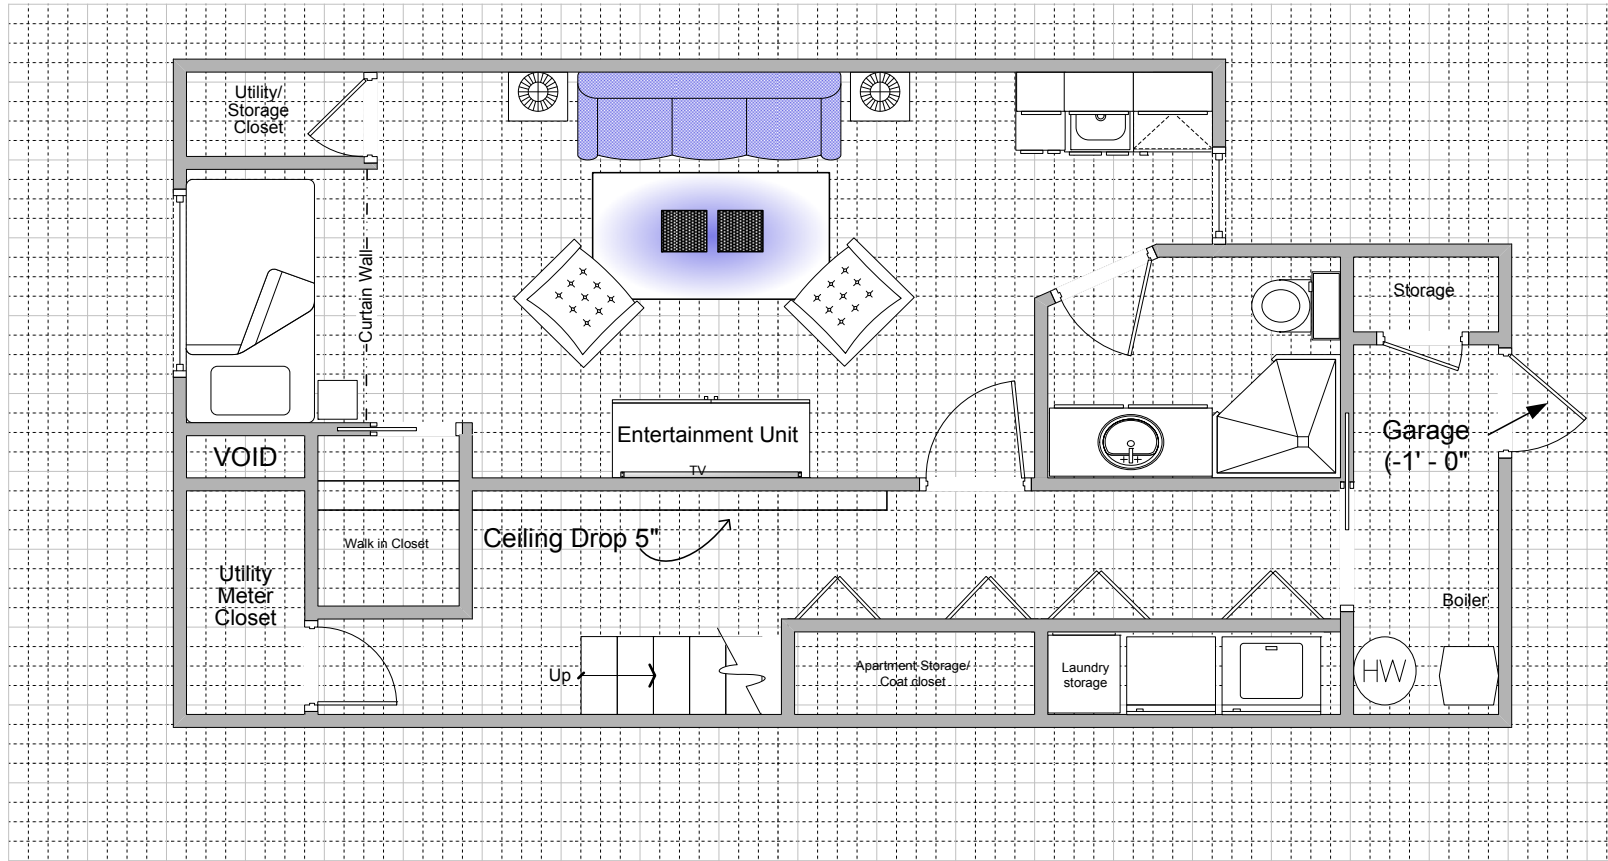 Utility/
Storage
Closet
Curtain Wall
Storage
VOID
Entertainment Unit
TV
Garage
(-1' - 0"
Ceiling Drop 5"
Walk in Closet
Utility
Meter
Closet
Boiler
Up
Apartment Storage/
Coat closet
Laundry
storage
HW